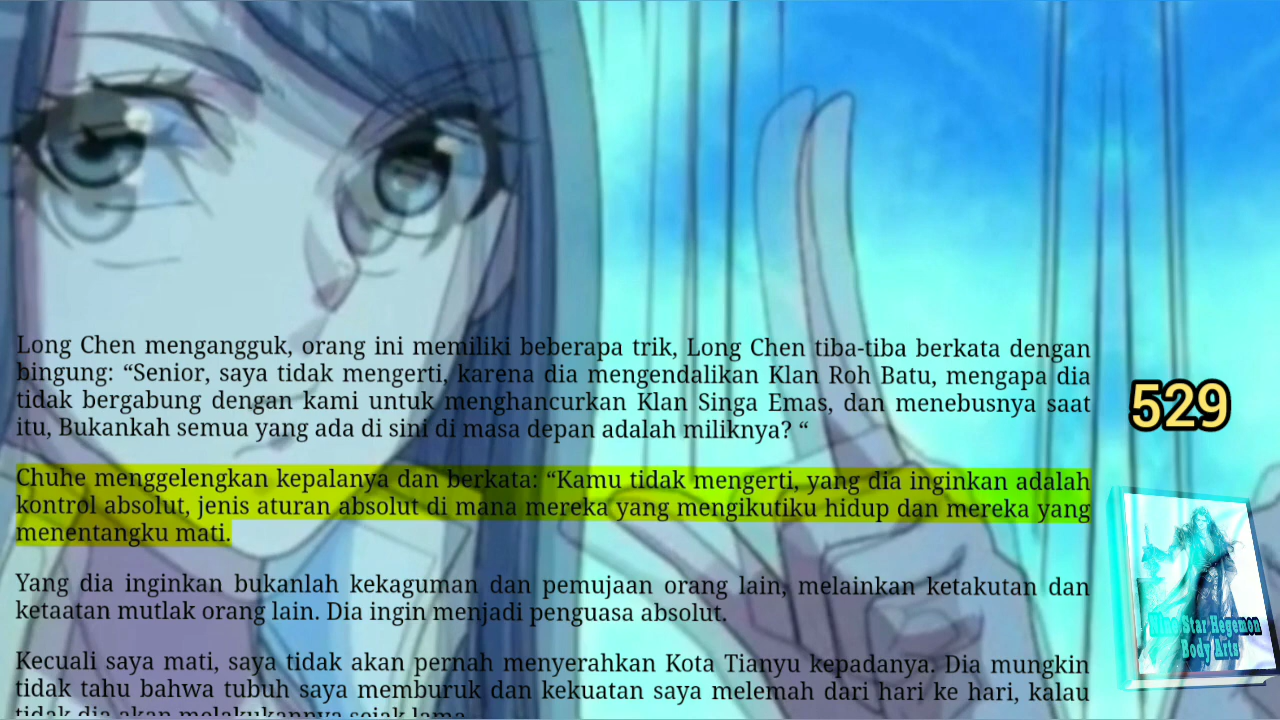 Long Chen mengangguk, orang ini memiliki beberapa trik, Long Chen tiba-tiba berkata dengan
bingung: “Senior, saya tidak mengerti, karena dia mengendalikan Klan Roh Batu, mengapa dia
tidak bergabung dengan kami untuk menghancurkan Klan Singa Emas, dan menebusnya saat
itu, Bukankah semua yang ada di sini di masa depan adalah miliknya? “
Chuhe menggelengkan kepalanya dan berkata: “Kamu tidak mengerti, yang dia inginkan adalah
kontrol absolut, jenis aturan absolut di mana mereka yang mengikutiku hidup dan mereka yang
menentangku mati.
Yang dia inginkan bukanlah kekaguman dan pemujaan orang lain, melainkan ketakutan dan
ketaatan mutlak orang lain. Dia ingin menjadi penguasa absolut.
Kecuali saya mati, saya tidak akan pernah menyerahkan Kota Tianyu kepadanya. Dia mungkin
tidak tahu bahwa tubuh saya memburuk dan kekuatan saya melemah dari hari ke hari, kalau
tidak dia akan melakukannya sejak lama.
529
Nine Star Hegemon
Body Arts